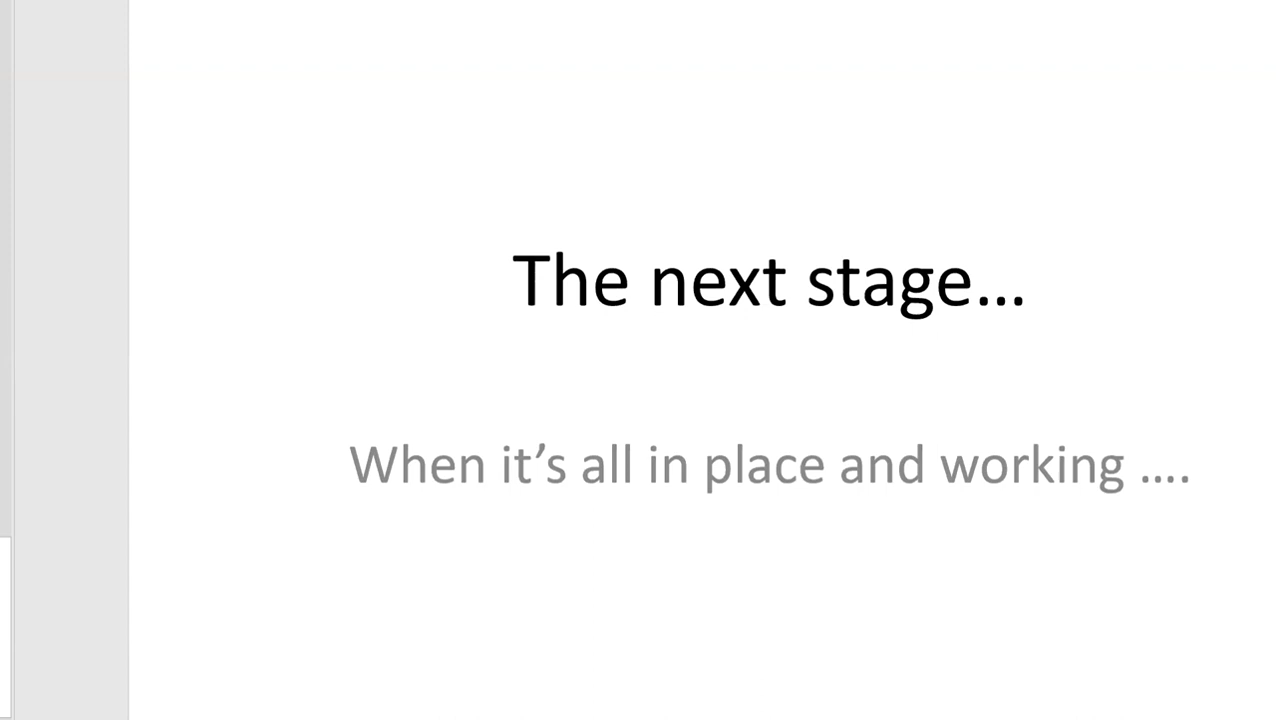 The next stage…
When it’s all in place and working ….